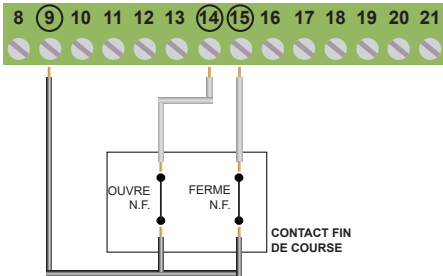 8 9 10 11 12 13 14 15 16 17 18 19 20 21
OUVRE
N.F.
FERME
N.F.
CONTACT FIN
DE COURSE